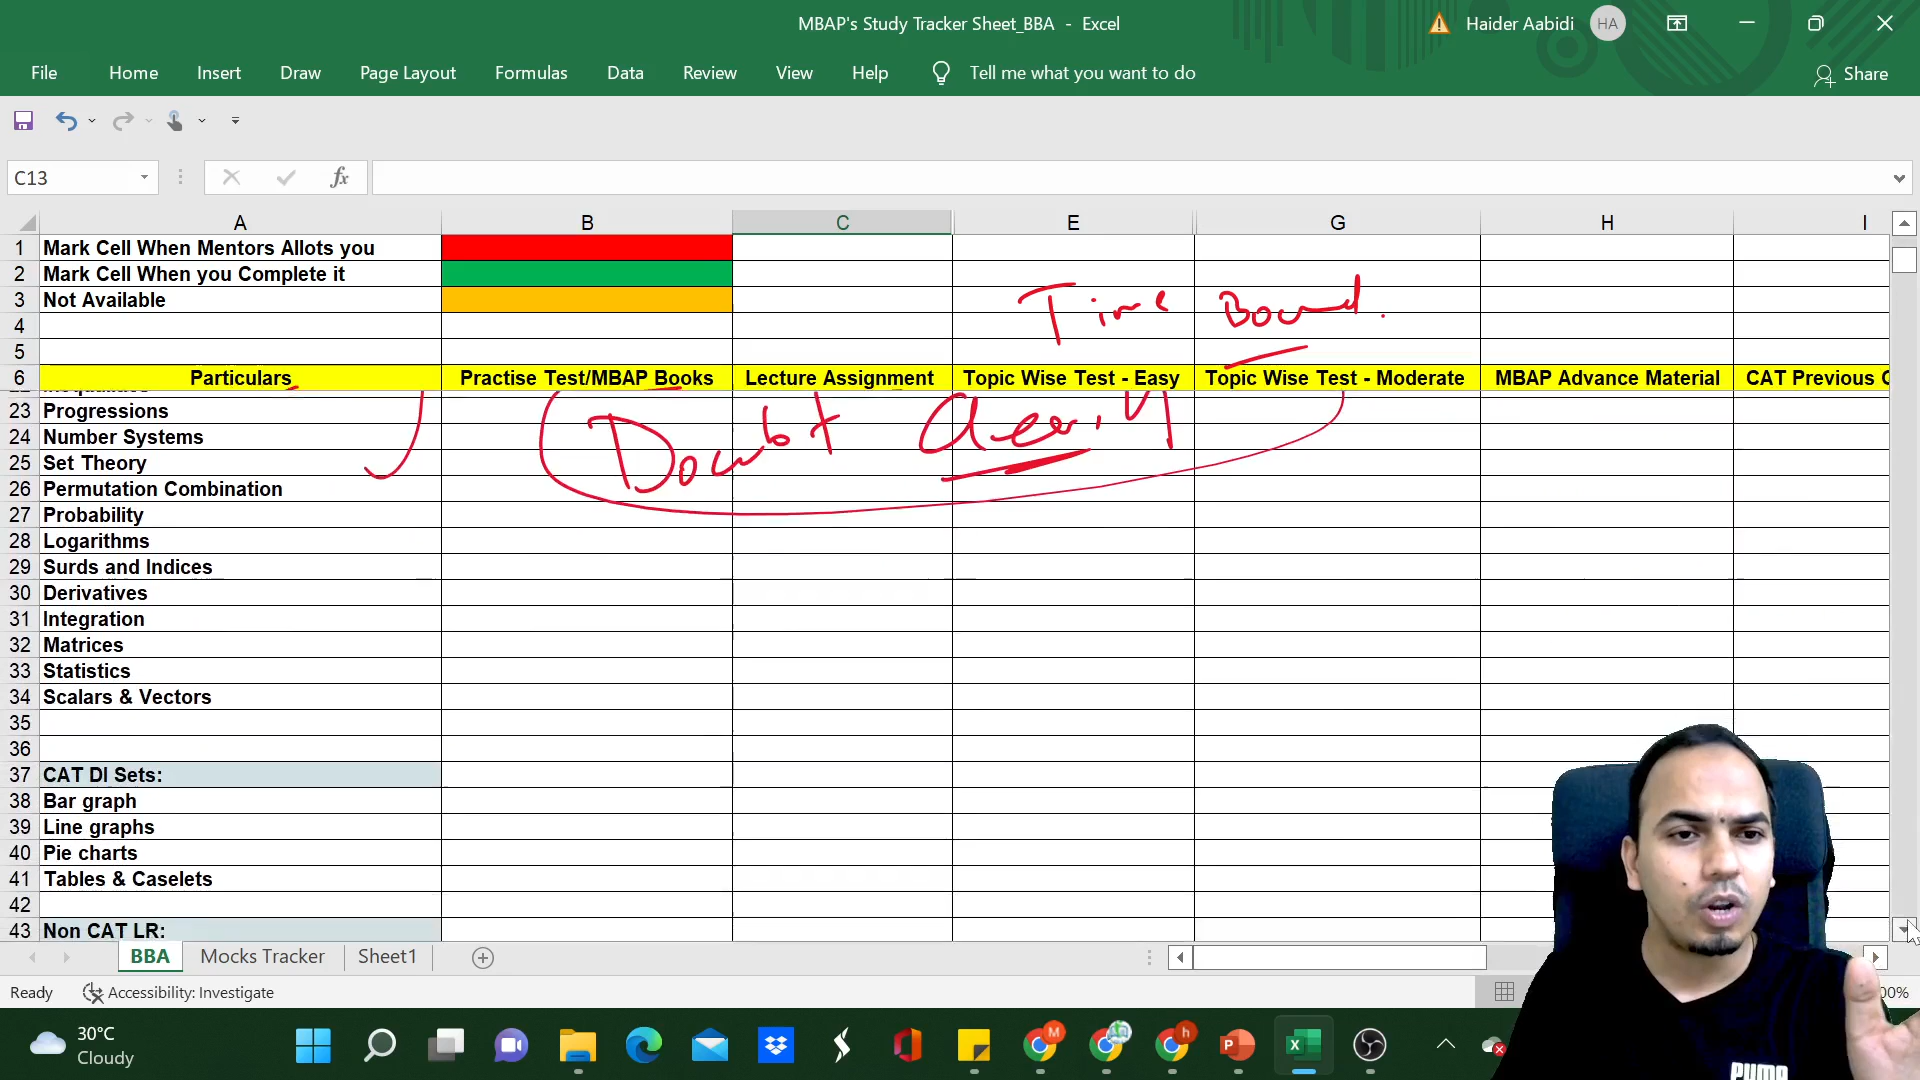 MBAP's Study Tracker Sheet_BBA - Excel
Haider Aabidi HA
File Home Insert Draw Page Layout Formulas Data Review View Help Tell me what you want to do Share
C13 fx
A B C E G H I
1 Mark Cell When Mentors Allots you
2 Mark Cell When you Complete it
3 Not Available
Time Bound.
4
5
6 Particulars Practise Test/MBAP Books Lecture Assignment Topic Wise Test - Easy Topic Wise Test - Moderate MBAP Advance Material CAT Previous
23 Progressions
Doubt
24 Number Systems
25 Set Theory
26 Permutation Combination
27 Probability
28 Logarithms
29 Surds and Indices
30 Derivatives
31 Integration
32 Matrices
33 Statistics
34 Scalars & Vectors
35
36
37 CAT DI Sets:
38 Bar graph
39 Line graphs
40 Pie charts
41 Tables & Caselets
42
43 Non CAT LR:
BBA Mocks Tracker Sheet1
Ready Accessibility: Investigate
30°C
Cloudy
PUMA